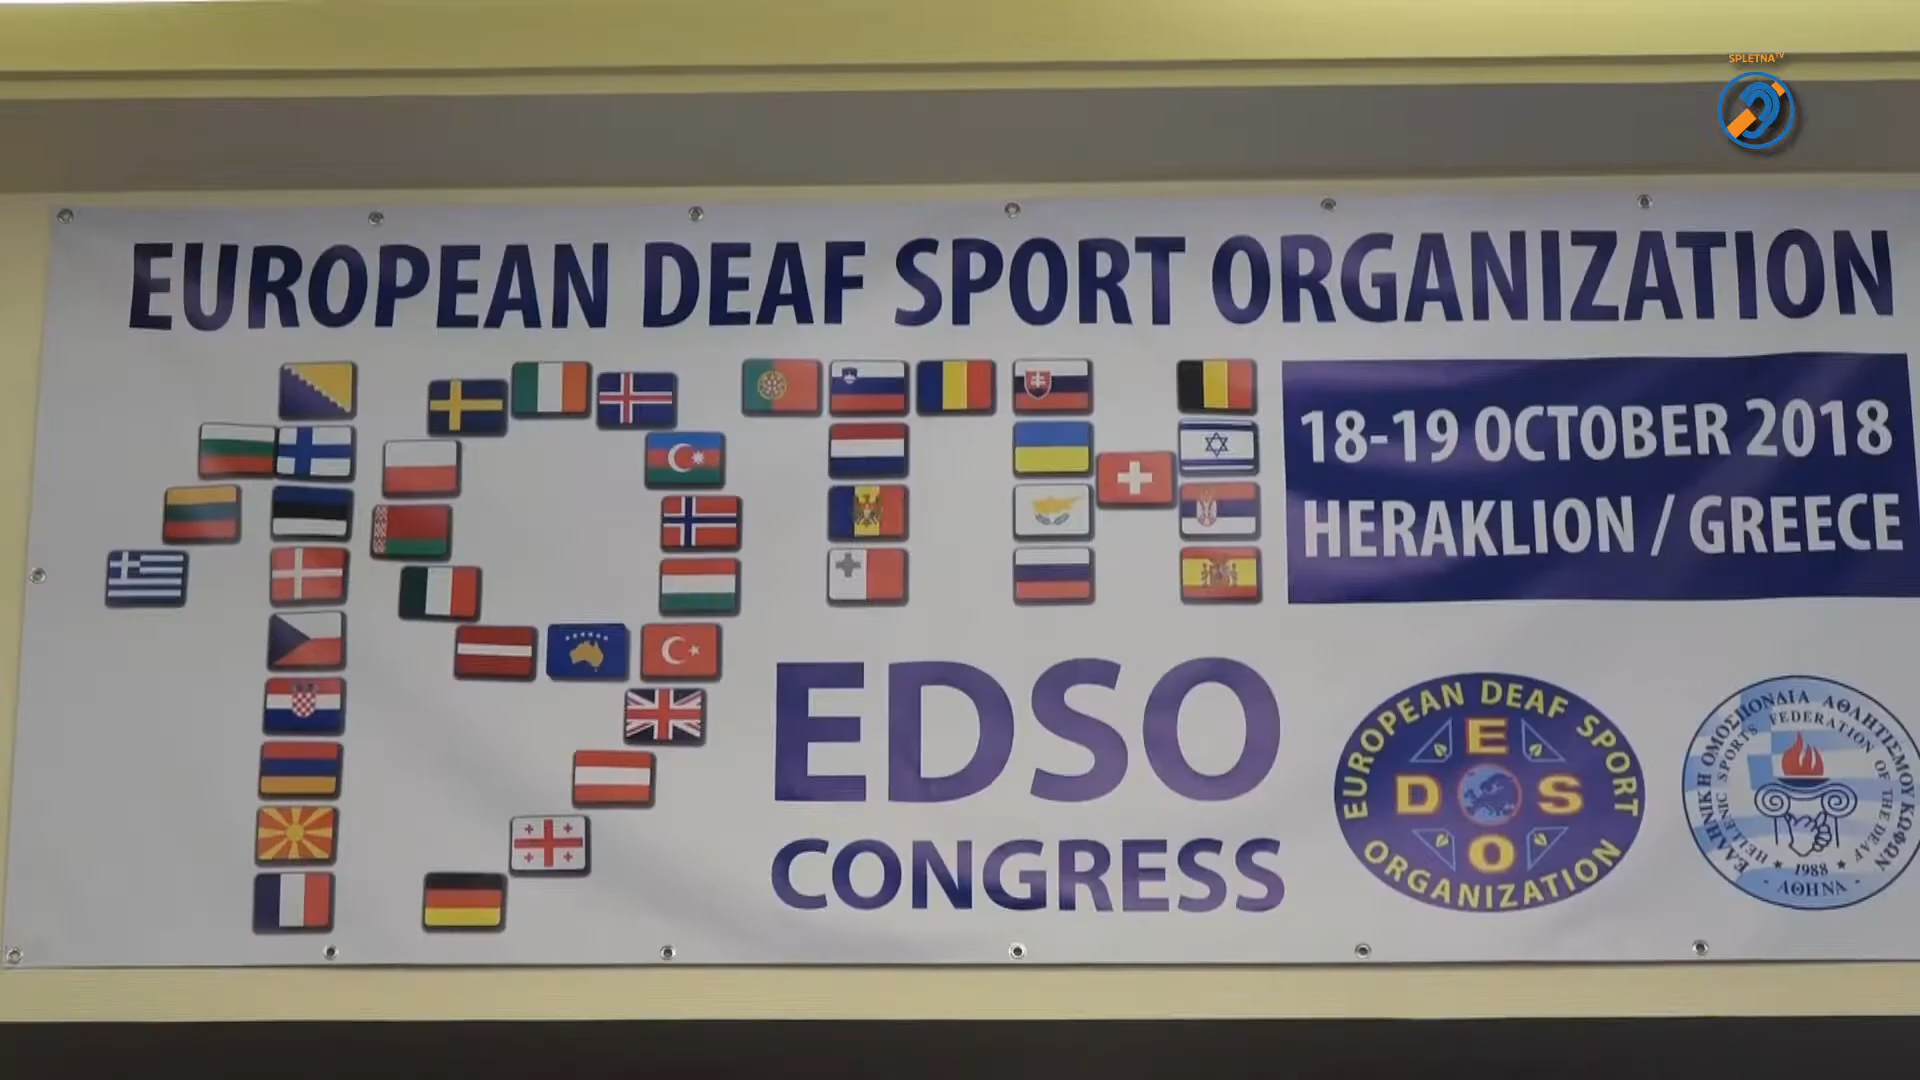 SPLETNA TV
EUROPEAN DEAF SPORT ORGANIZATION
19TH
18-19 OCTOBER 2018
HERAKLION / GREECE
EDSO
CONGRESS
EUROPEAN DEAF SPORT
E
D S
O
ORGANIZATION
ΕΛΛΗΝΙΚΗ ΟΜΟΣΠΟΝΔΙΑ ΑΘΛΗΤΙΣΜΟΥ ΚΩΦΩΝ
HELLENIC SPORTS FEDERATION OF THE DEAF
★ 1988 ★
- ΑΘΗΝΑ -